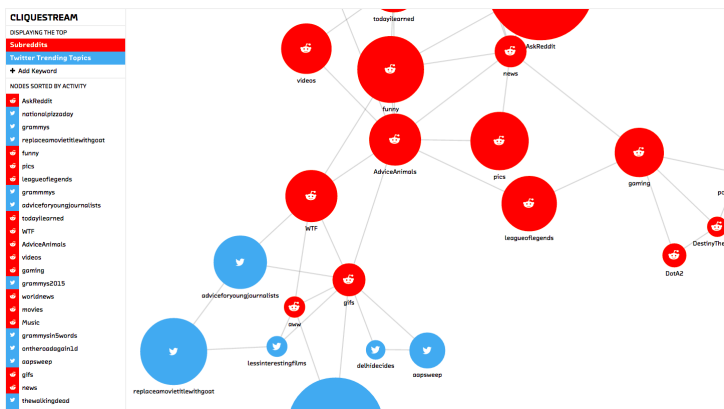 CLIQUESTREAM
DISPLAYING THE TOP
Subreddits
Twitter Trending Topics
+ Add Keyword
NODES SORTED BY ACTIVITY
AskReddit
nationalpizzaday
grammys
replaceamovietitlewithgoat
funny
pics
leagueoflegends
grammmys
adviceforyoungjournalists
todayilearned
WTF
AdviceAnimals
videos
gaming
grammys2015
worldnews
movies
Music
grammysin5words
ontheroadagain1d
aapsweep
gifs
news
thewalkingdead
todayilearned
AskReddit
videos
news
funny
AdviceAnimals
pics
gaming
WTF
leagueoflegends
DestinyThe
DotA2
adviceforyoungjournalists
gifs
aww
lessinterestingfilms
delhidecides
aapsweep
replaceamovietitlewithgoat